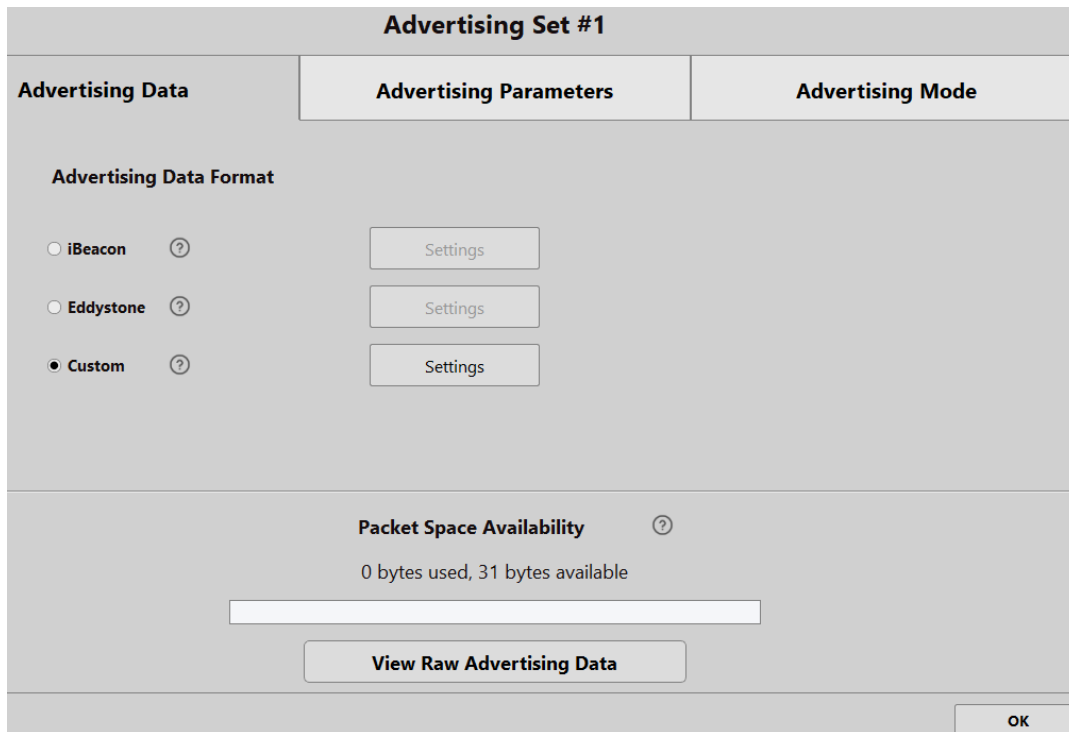 Advertising Set #1
Advertising Data
Advertising Parameters
Advertising Mode
Advertising Data Format
iBeacon ? Settings
Eddystone ? Settings
Custom ? Settings
Packet Space Availability ?
0 bytes used, 31 bytes available
View Raw Advertising Data
OK